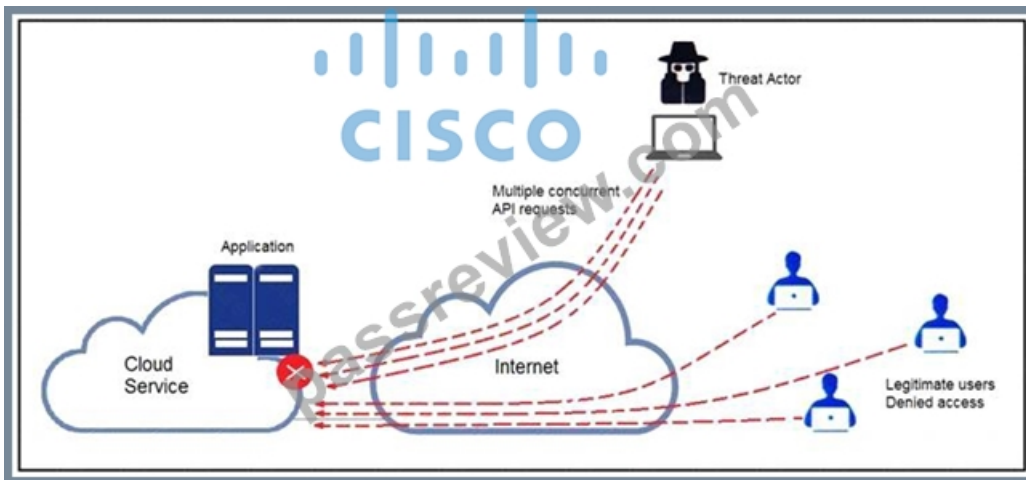 CISCO
Threat Actor
Multiple concurrent
API requests
Application
Cloud
Service
Internet
Legitimate users
Denied access
passreview.com